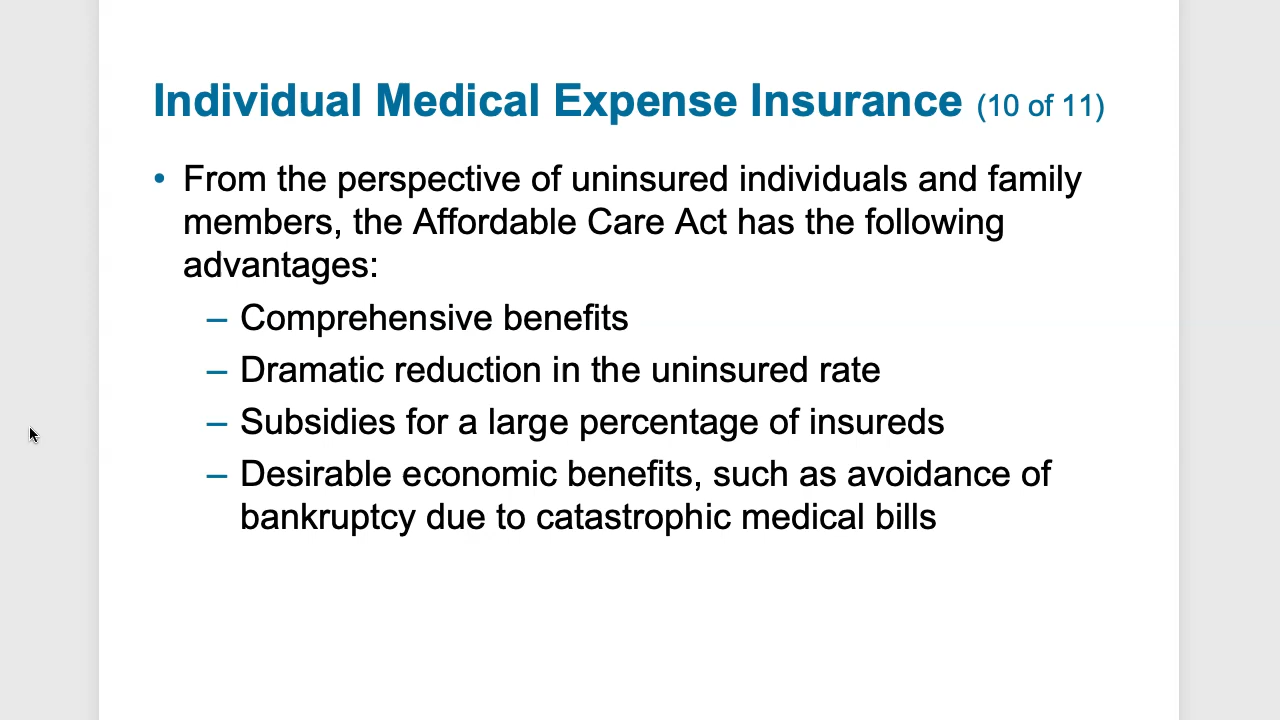 Individual Medical Expense Insurance (10 of 11)
• From the perspective of uninsured individuals and family
members, the Affordable Care Act has the following
advantages:
– Comprehensive benefits
– Dramatic reduction in the uninsured rate
– Subsidies for a large percentage of insureds
– Desirable economic benefits, such as avoidance of
bankruptcy due to catastrophic medical bills